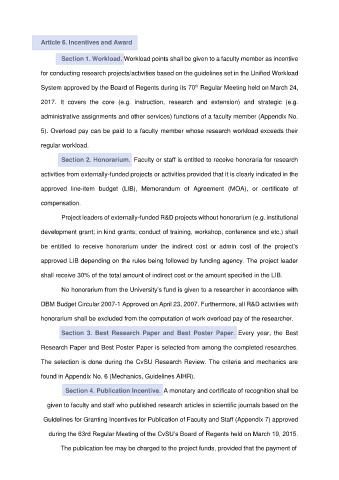 Article 6. Incentives and Award
Section 1. Workload. Workload points shall be given to a faculty member as incentive
for conducting research projects/activities based on the guidelines set in the Unified Workload
System approved by the Board of Regents during its 70th Regular Meeting held on March 24,
2017. It covers the core (e.g. instruction, research and extension) and strategic (e.g.
administrative assignments and other services) functions of a faculty member (Appendix No.
5). Overload pay can be paid to a faculty member whose research workload exceeds their
regular workload.
Section 2. Honorarium. Faculty or staff is entitled to receive honoraria for research
activities from externally-funded projects or activities provided that it is clearly indicated in the
approved line-item budget (LIB), Memorandum of Agreement (MOA), or certificate of
compensation.
Project leaders of externally-funded R&D projects without honorarium (e.g. institutional
development grant; in kind grants; conduct of training, workshop, conference and etc.) shall
be entitled to receive honorarium under the indirect cost or admin cost of the project's
approved LIB depending on the rules being followed by funding agency. The project leader
shall receive 30% of the total amount of indirect cost or the amount specified in the LIB.
No honorarium from the University's fund is given to a researcher in accordance with
DBM Budget Circular 2007-1 Approved on April 23, 2007. Furthermore, all R&D activities with
honorarium shall be excluded from the computation of work overload pay of the researcher.
Section 3. Best Research Paper and Best Poster Paper. Every year, the Best
Research Paper and Best Poster Paper is selected from among the completed researches.
The selection is done during the CvSU Research Review. The criteria and mechanics are
found in Appendix No. 6 (Mechanics, Guidelines AIHR).
Section 4. Publication Incentive. A monetary and certificate of recognition shall be
given to faculty and staff who published research articles in scientific journals based on the
Guidelines for Granting Incentives for Publication of Faculty and Staff (Appendix 7) approved
during the 63rd Regular Meeting of the CvSU's Board of Regents held on March 19, 2015.
The publication fee may be charged to the project funds, provided that the payment of